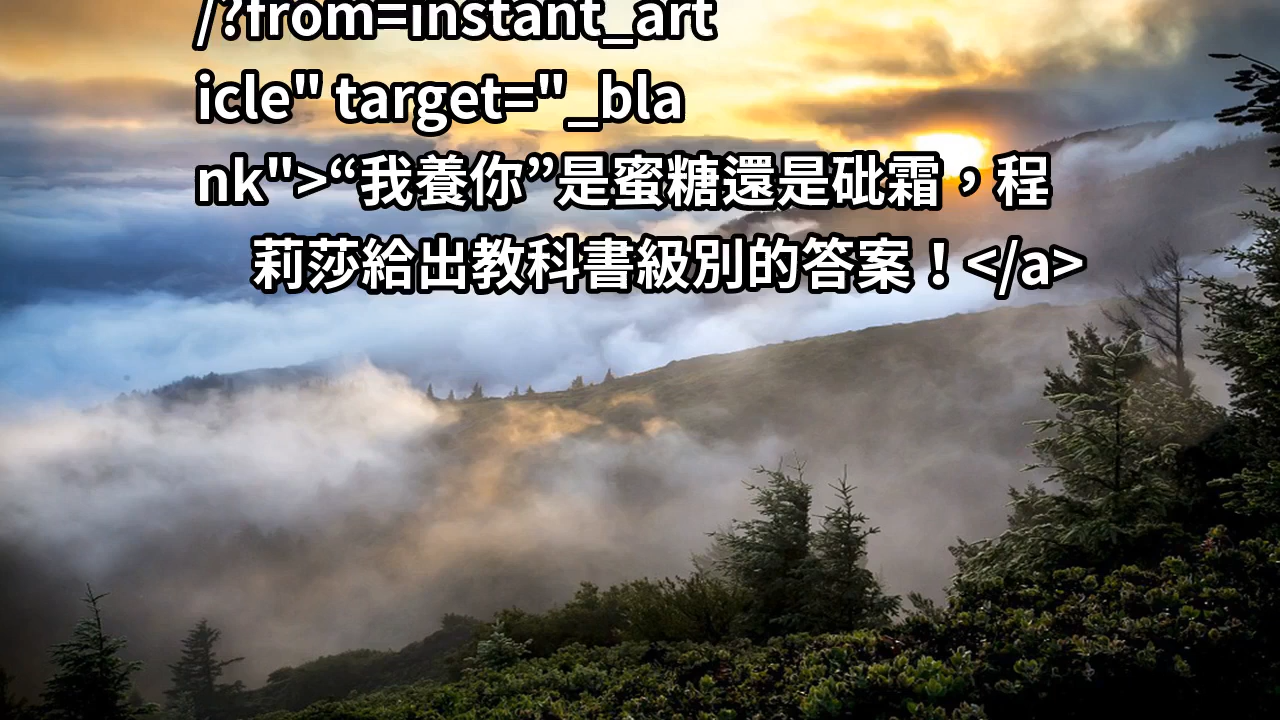 /?from=instant_art
icle" target="_bla
nk">“我養你”是蜜糖還是砒霜，程
莉莎給出教科書級別的答案！</a>